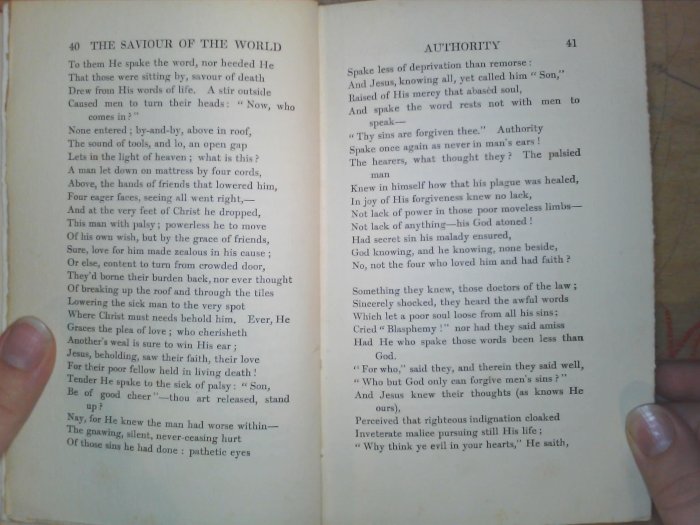 40 THE SAVIOUR OF THE WORLD
To them He spake the word, nor heeded He
That those were sitting by, savour of death
Drew from His words of life. A stir outside
Caused men to turn their heads: "Now, who
comes in?"
None entered; by-and-by, above in roof,
The sound of tools, and lo, an open gap
Lets in the light of heaven; what is this?
A man let down on mattress by four cords,
Above, the hands of friends that lowered him,
Four eager faces, seeing all went right,—
And at the very feet of Christ he dropped,
This man with palsy; powerless he to move
Of his own wish, but by the grace of friends,
Sure, love for him made zealous in his cause;
Or else, content to turn from crowded door,
They'd borne their burden back, nor ever thought
Of breaking up the roof and through the tiles
Lowering the sick man to the very spot
Where Christ must needs behold him. Ever, He
Graces the plea of love; who cherisheth
Another's weal is sure to win His ear;
Jesus, beholding, saw their faith, their love
For their poor fellow held in living death!
Tender He spake to the sick of palsy: "Son,
Be of good cheer"—thou art released, stand
up?
Nay, for He knew the man had worse within—
The gnawing, silent, never-ceasing hurt
Of those sins he had done: pathetic eyes
AUTHORITY 41
Spake less of deprivation than remorse:
And Jesus, knowing all, yet called him "Son,"
Raised of His mercy that abasèd soul,
And spake the word rests not with men to
speak—
"Thy sins are forgiven thee." Authority
Spake once again as never in man's ears!
The hearers, what thought they? The palsied
man
Knew in himself how that his plague was healed,
In joy of His forgiveness knew no lack,
Not lack of power in those poor moveless limbs—
Not lack of anything—his God atoned!
Had secret sin his malady ensured,
God knowing, and he knowing, none beside,
No, not the four who loved him and had faith?
Something they knew, those doctors of the law;
Sincerely shocked, they heard the awful words
Which let a poor soul loose from all his sins;
Cried "Blasphemy!" nor had they said amiss
Had He who spake those words been less than
God.
"For who," said they, and therein they said well,
"Who but God only can forgive men's sins?"
And Jesus knew their thoughts (as knows He
ours),
Perceived that righteous indignation cloaked
Inveterate malice pursuing still His life;
"Why think ye evil in your hearts," He saith,